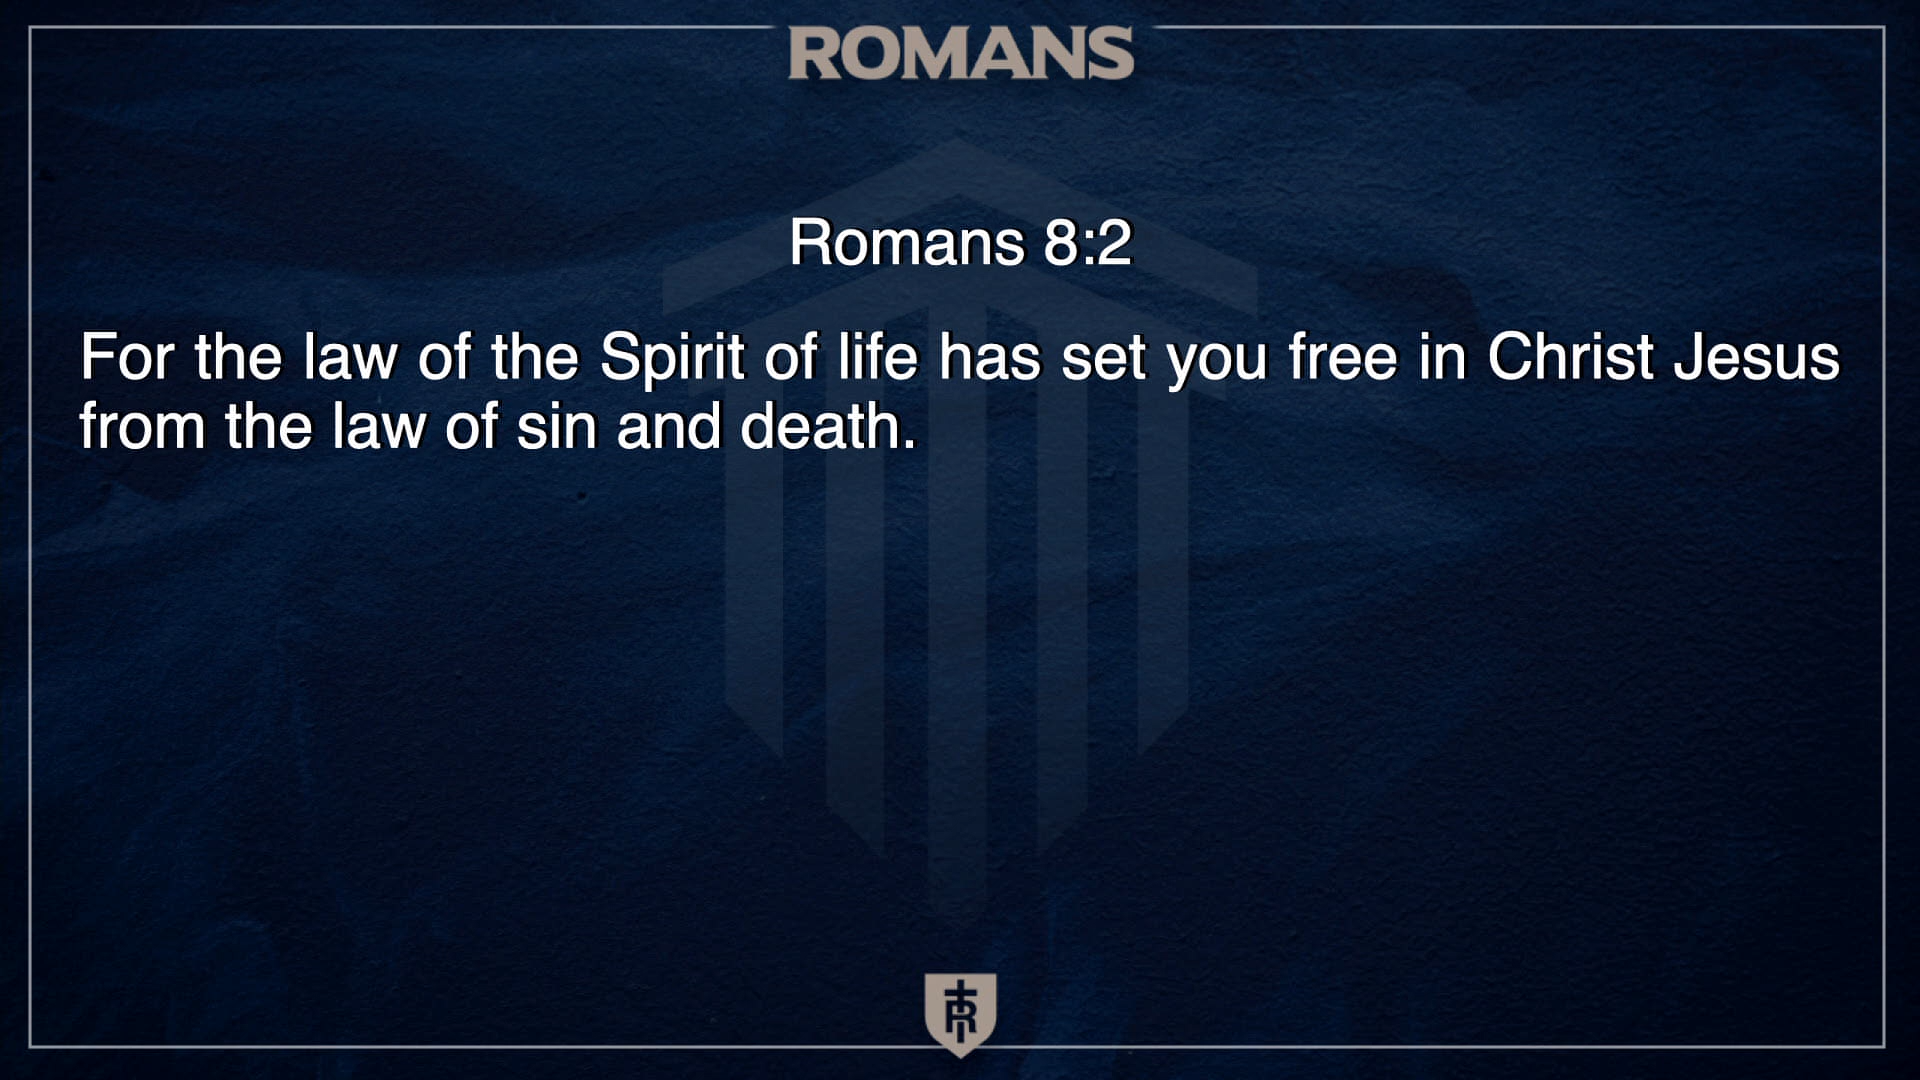 ROMANS
Romans 8:2
For the law of the Spirit of life has set you free in Christ Jesus
from the law of sin and death.
R